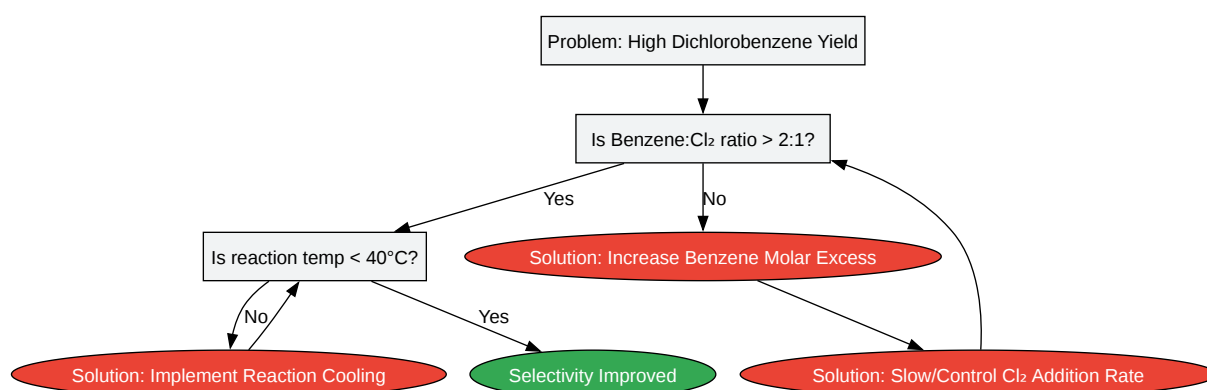 Problem: High Dichlorobenzene Yield
Is Benzene:Cl₂ ratio > 2:1?
Yes
No
Is reaction temp < 40°C?
Solution: Increase Benzene Molar Excess
No
Yes
Solution: Implement Reaction Cooling
Selectivity Improved
Solution: Slow/Control Cl₂ Addition Rate